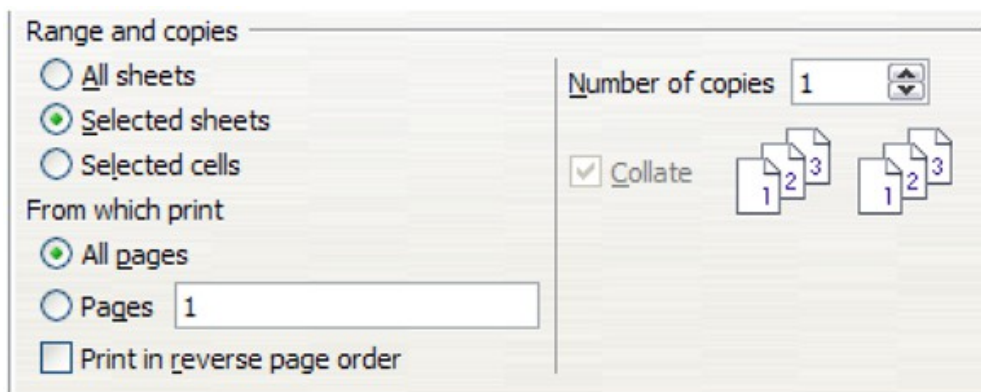 Range and copies
All sheets
Selected sheets
Selected cells
From which print
All pages
Pages 1
Print in reverse page order
Number of copies 1
Collate
1 2 3 1 2 3